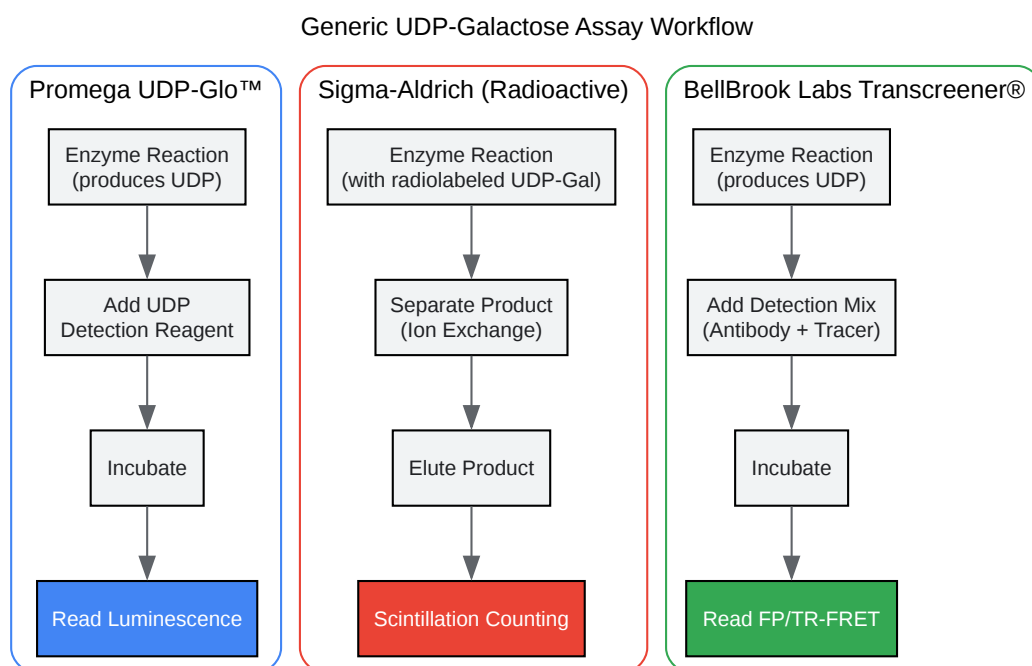 Generic UDP-Galactose Assay Workflow
Promega UDP-Glo™
Enzyme Reaction
(produces UDP)
Add UDP
Detection Reagent
Incubate
Read Luminescence
Sigma-Aldrich (Radioactive)
Enzyme Reaction
(with radiolabeled UDP-Gal)
Separate Product
(Ion Exchange)
Elute Product
Scintillation Counting
BellBrook Labs Transcreener®
Enzyme Reaction
(produces UDP)
Add Detection Mix
(Antibody + Tracer)
Incubate
Read FP/TR-FRET